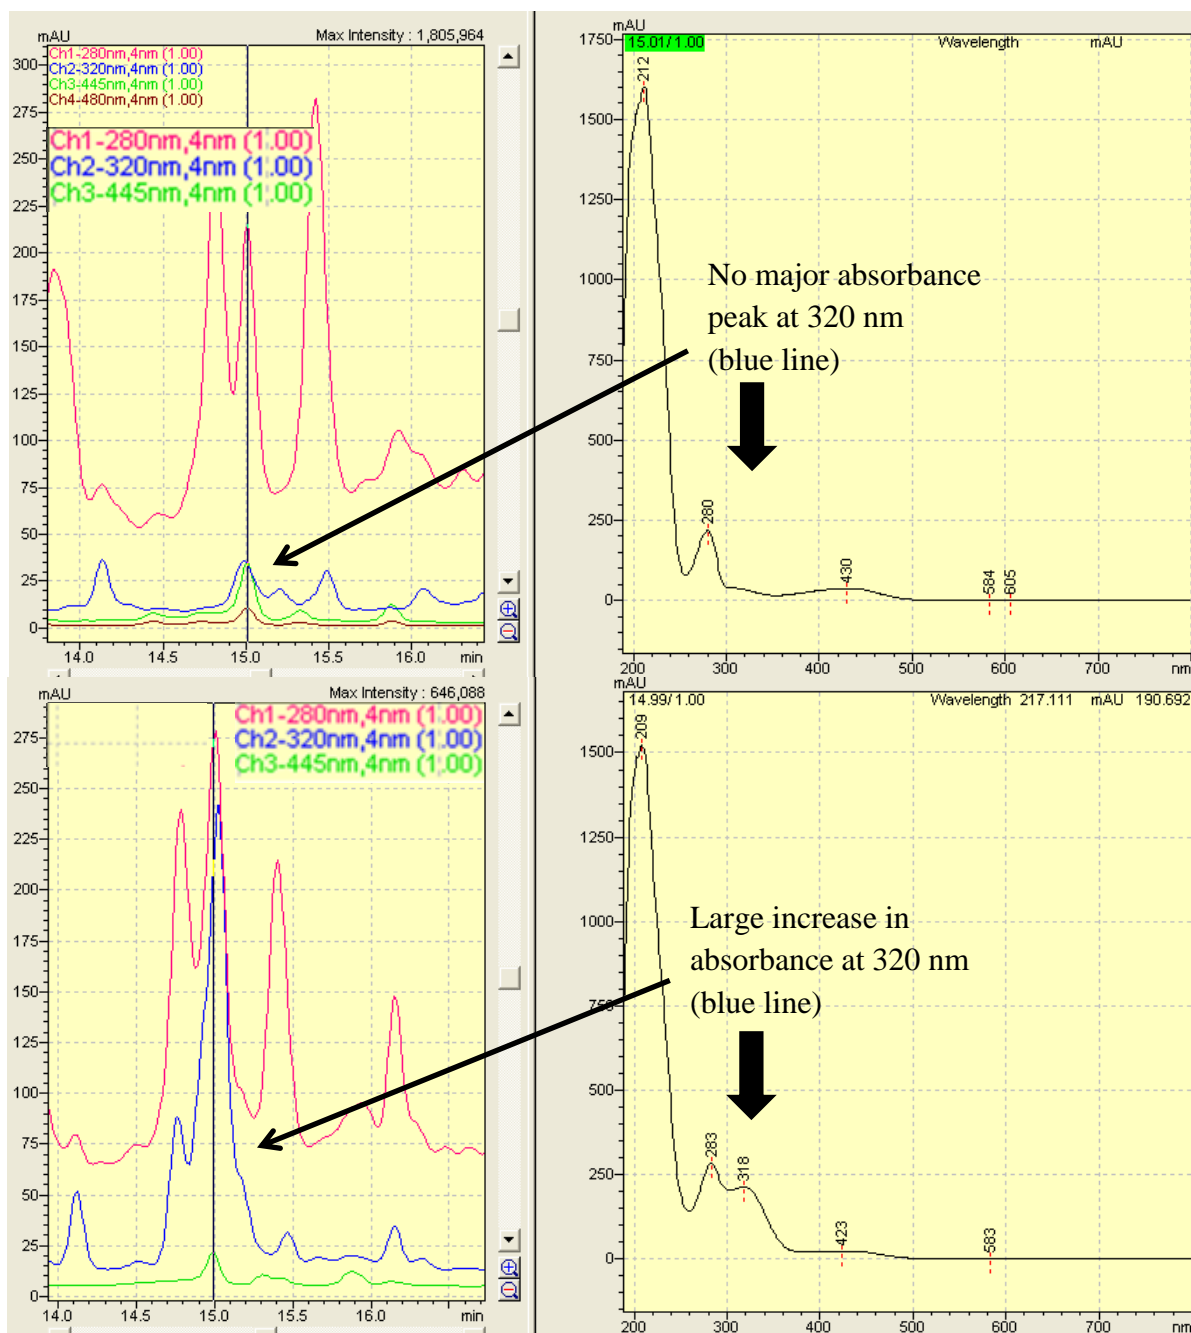 mAU
Max Intensity : 1,805,964
Ch1-280nm,4nm (1.00)
Ch2-320nm,4nm (1.00)
Ch3-445nm,4nm (1.00)
Ch4-480nm,4nm (1.00)
Ch1-280nm,4nm (1.00)
Ch2-320nm,4nm (1.00)
Ch3-445nm,4nm (1.00)
300
275
250
225
200
175
150
125
100
75
50
25
0
14.0 14.5 15.0 15.5 16.0 min
mAU
15.01/ 1.00 Wavelength mAU
1750
1500
1250
1000
750
500
250
0
212
280
430
584
605
No major absorbance
peak at 320 nm
(blue line)
200 300 400 500 600 700 nm
mAU
Max Intensity : 646,088
Ch1-280nm,4nm (1.00)
Ch2-320nm,4nm (1.00)
Ch3-445nm,4nm (1.00)
275
250
225
200
175
150
125
100
75
50
25
0
14.0 14.5 15.0 15.5 16.0 min
mAU
14.99/ 1.00 Wavelength 217.111 mAU 190.692
1500
1250
1000
750
500
250
0
209
283
318
423
583
Large increase in
absorbance at 320 nm
(blue line)
200 300 400 500 600 700 nm